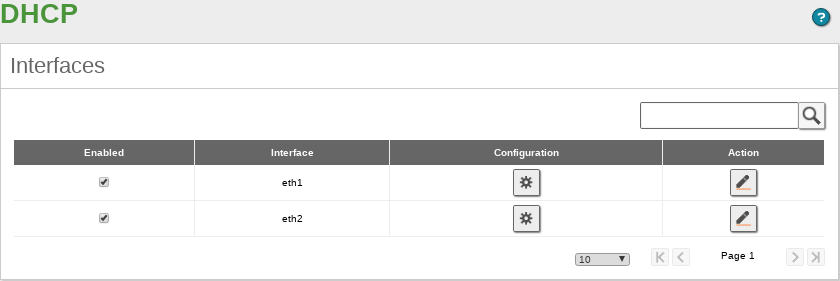 DHCP
?
Interfaces
Enabled Interface Configuration Action
eth1
eth2
10 Page 1